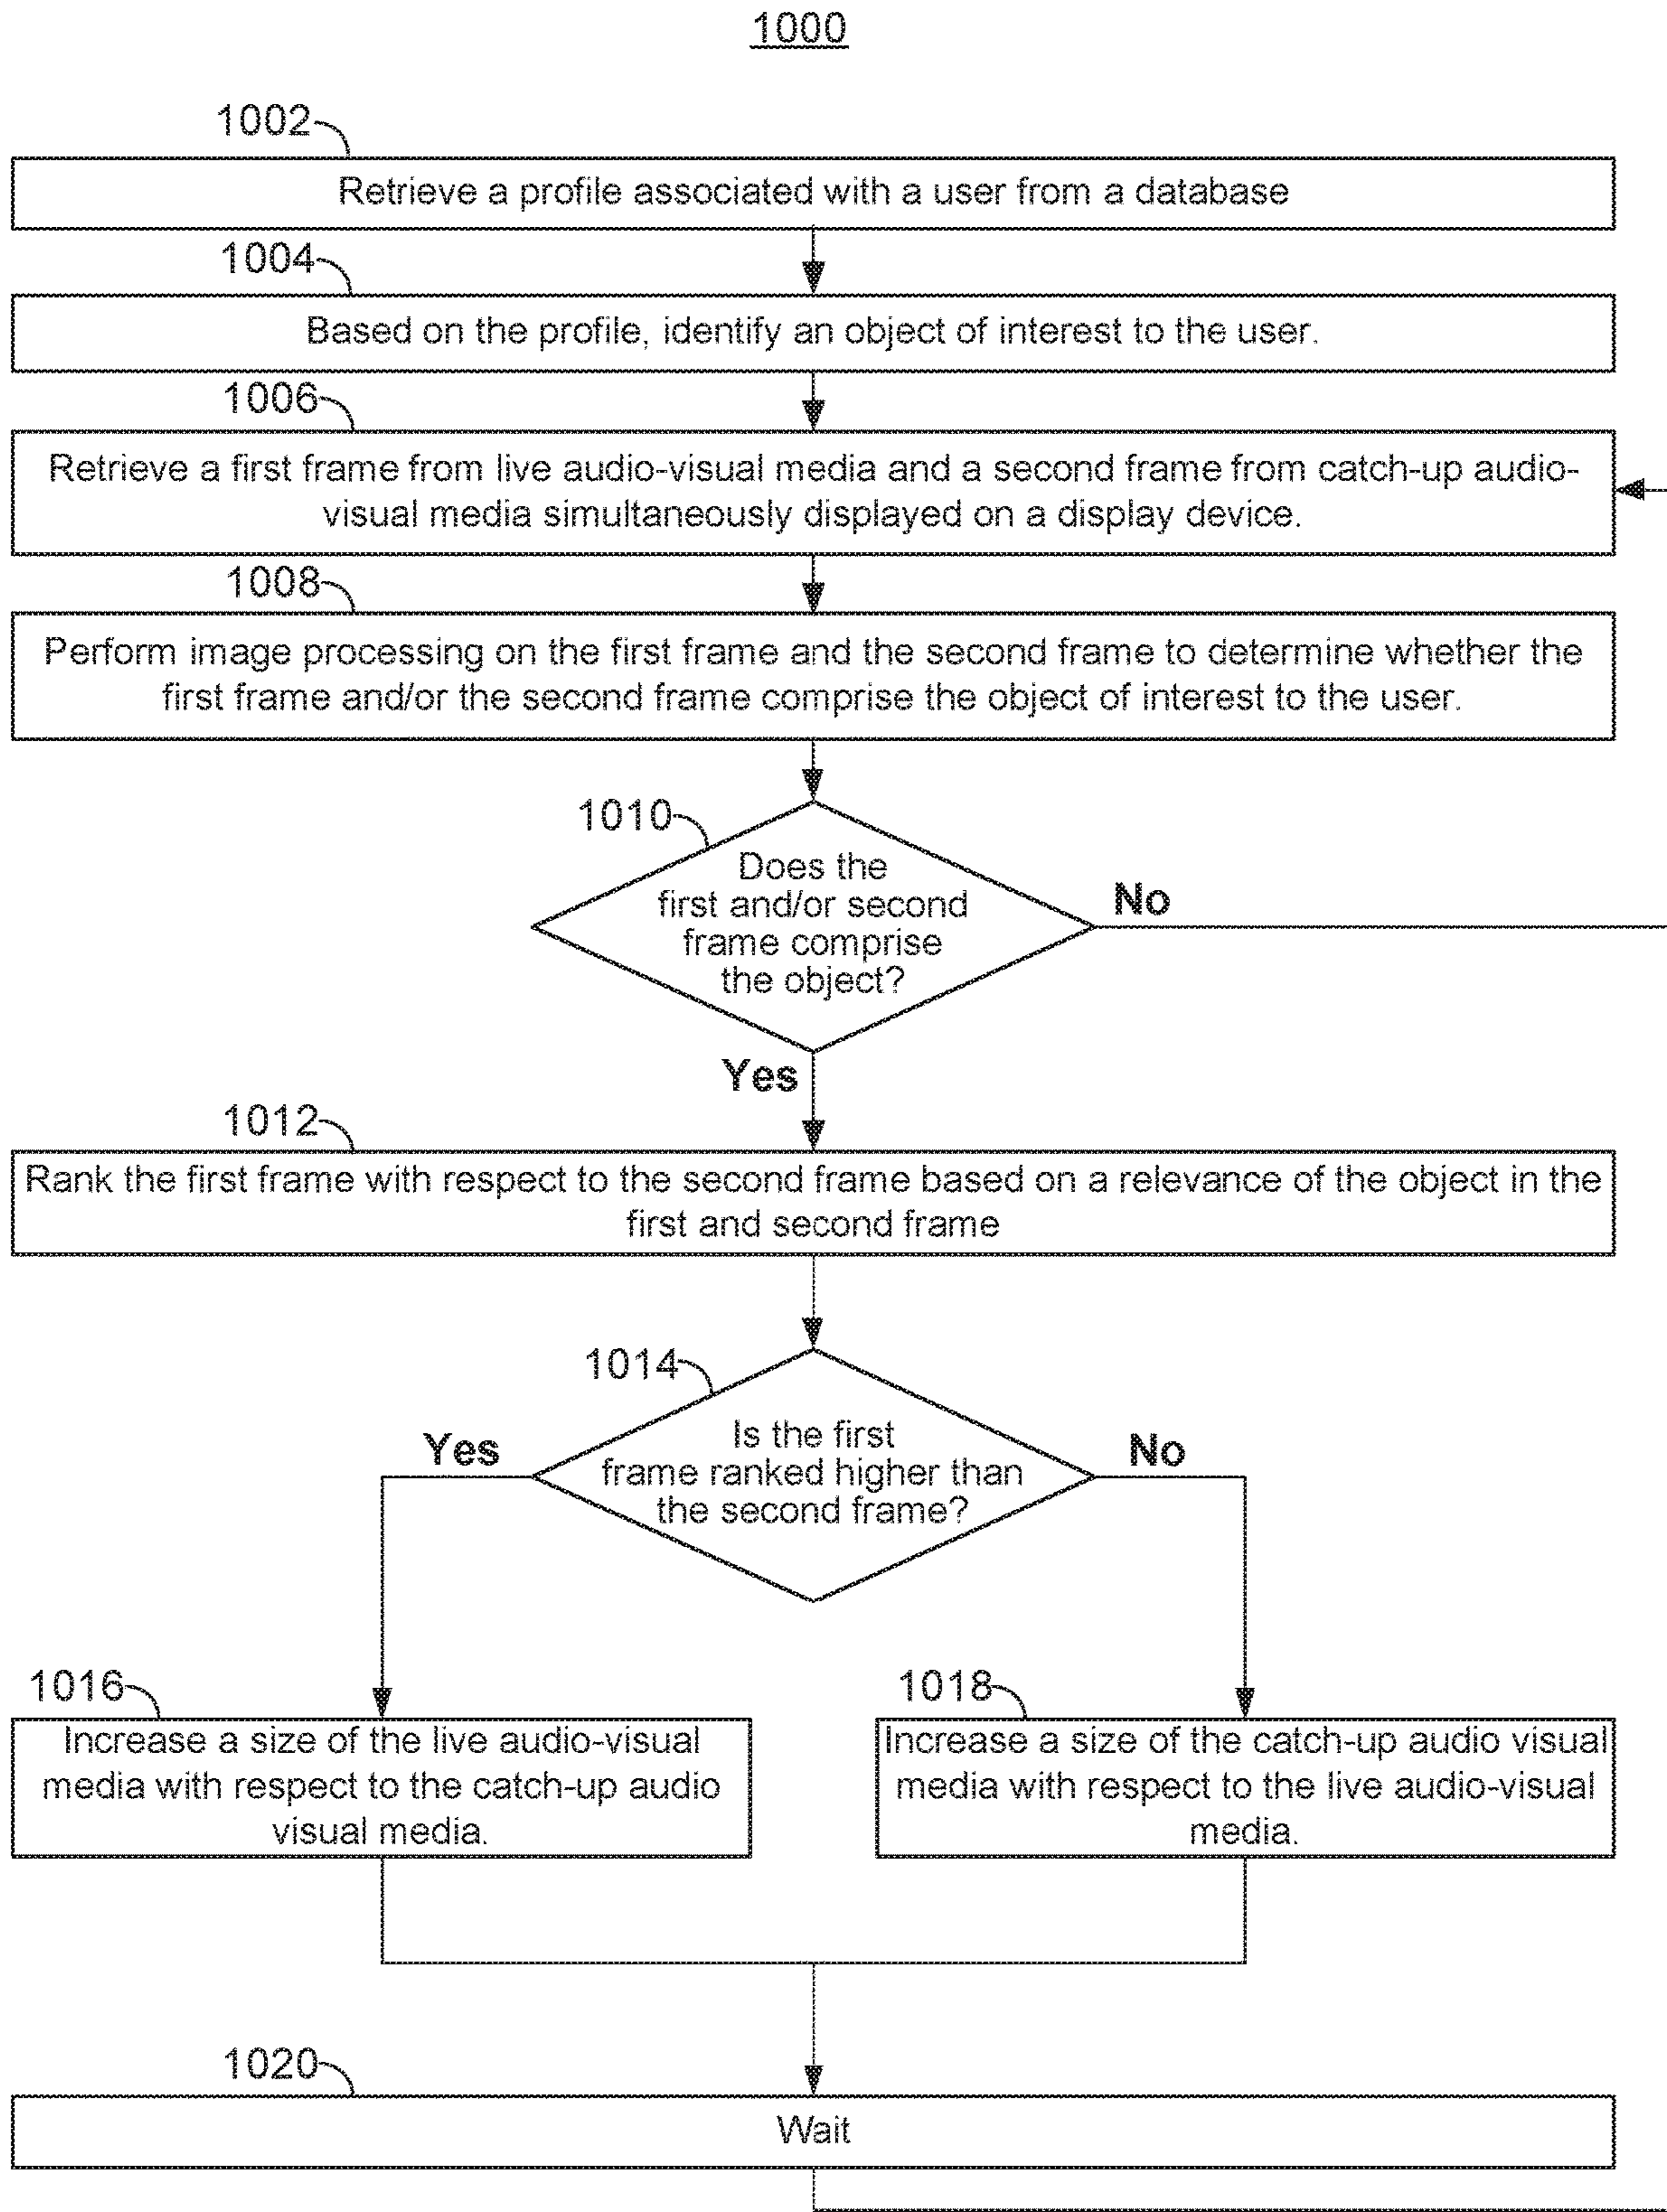 1000
1002
Retrieve a profile associated with a user from a database
1004
Based on the profile, identify an object of interest to the user.
1006
Retrieve a first frame from live audio-visual media and a second frame from catch-up audio-
visual media simultaneously displayed on a display device.
1008
Perform image processing on the first frame and the second frame to determine whether the
first frame and/or the second frame comprise the object of interest to the user.
1010
Does the
first and/or second
frame comprise
the object?
No
Yes
1012
Rank the first frame with respect to the second frame based on a relevance of the object in the
first and second frame
1014
Is the first
frame ranked higher than
the second frame?
Yes
No
1016
Increase a size of the live audio-visual
media with respect to the catch-up audio
visual media.
1018
Increase a size of the catch-up audio visual
media with respect to the live audio-visual
media.
1020
Wait